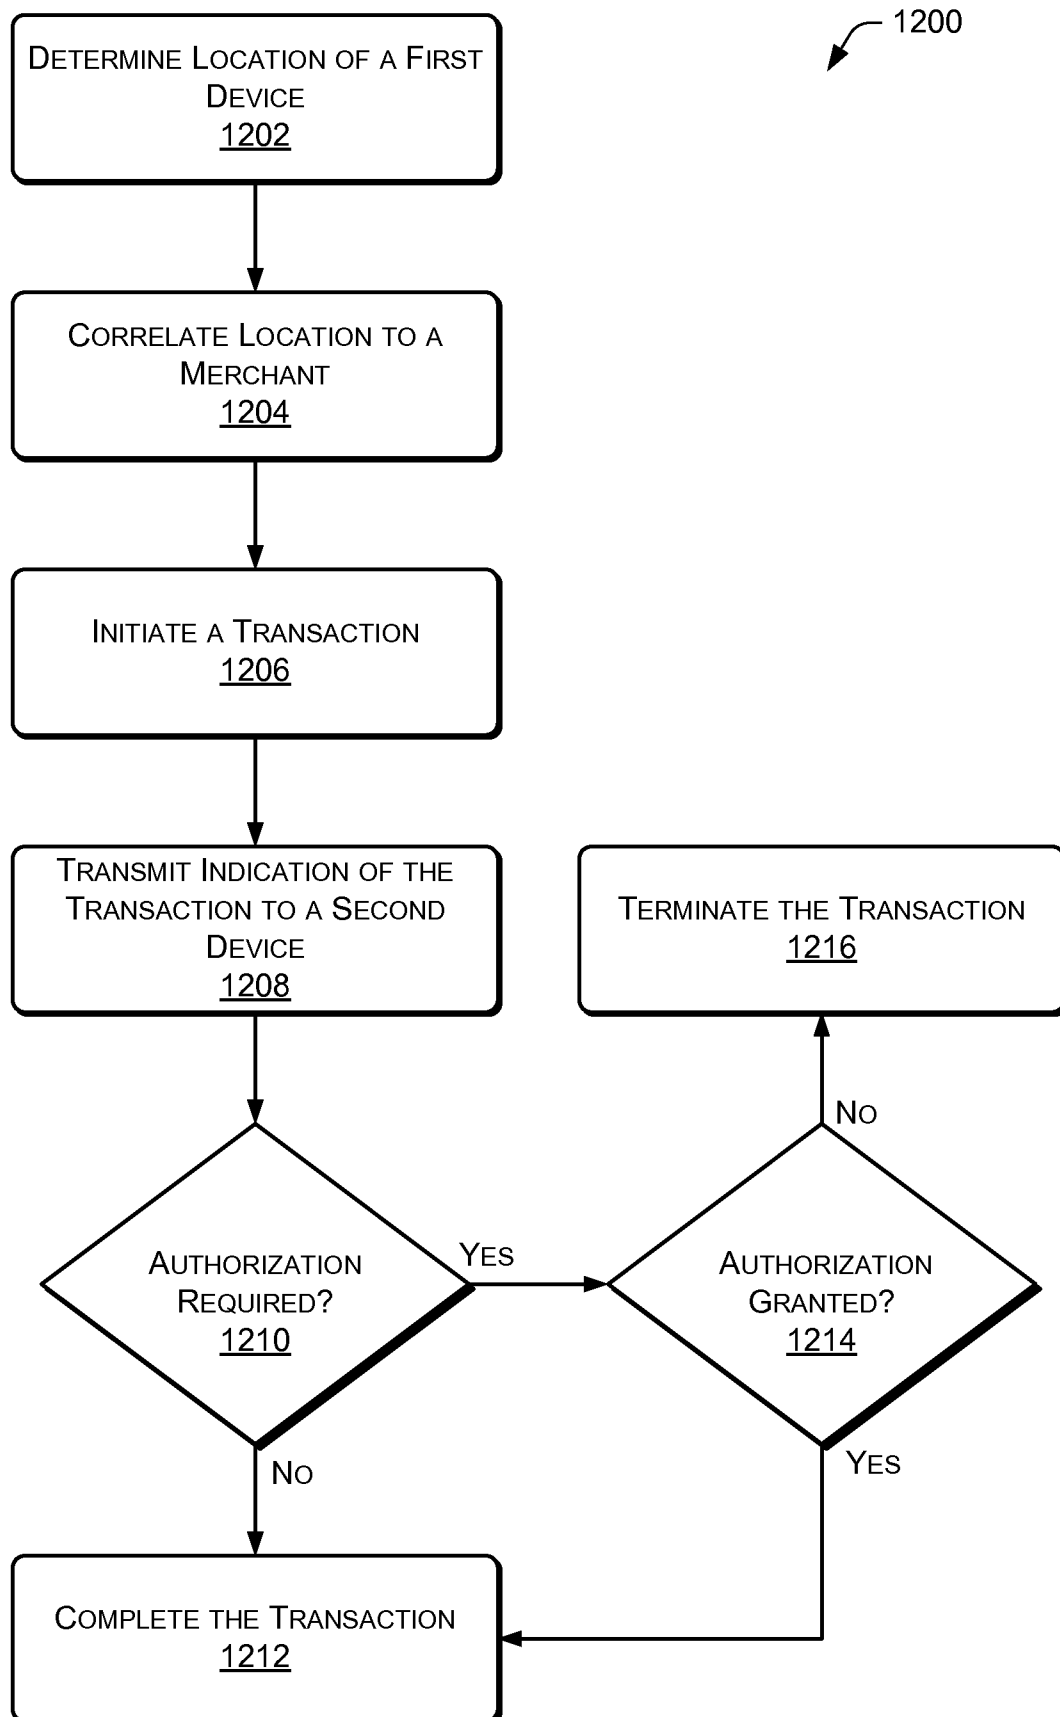 1200
DETERMINE LOCATION OF A FIRST
DEVICE
1202
CORRELATE LOCATION TO A
MERCHANT
1204
INITIATE A TRANSACTION
1206
TRANSMIT INDICATION OF THE
TRANSACTION TO A SECOND
DEVICE
1208
TERMINATE THE TRANSACTION
1216
NO
AUTHORIZATION
REQUIRED?
1210
YES
AUTHORIZATION
GRANTED?
1214
NO
YES
COMPLETE THE TRANSACTION
1212